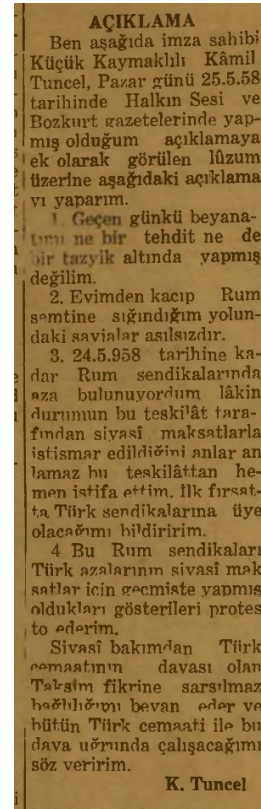 AÇIKLAMA
Ben aşağıda imza sahibi
Küçük Kaymaklılı Kâmil
Tuncel, Pazar günü 25.5.58
tarihinde Halkın Sesi ve
Bozkurt gazetelerinde yap-
mış olduğum açıklamaya
ek olarak görülen lûzum
üzerine aşağıdaki açıklama
yı yaparım.
1. Geçen günkü beyana-
tımı ne bir tehdit ne de
bir tazyik altında yapmış
değilim.
2. Evimden kaçıp Rum
semtine sığındığım yolun-
daki savialar asılsızdır.
3. 24.5.958 tarihine ka-
dar Rum sendikalarında
aza bulunuyordum lâkin
durumun bu teşkilât tara-
fından siyasî maksatlarla
istismar edildiğini anlar an
lamaz bu teskilâttan he-
men istifa ettim. İlk fırsat-
ta Türk sendikalarına üye
olacağımı bildiririm.
4 Bu Rum sendikaları
Türk azalarının siyasî mak
satlar için geçmişte yapmış
oldukları gösterileri protes
to ederim.
Siyasî bakımdan Türk
cemaatının davası olan
Taksim fikrine sarsılmaz
bağlılığımı beyan eder ve
bütün Türk cemaati ile bu
dava uğrunda çalışacağımı
söz veririm.
K. Tuncel